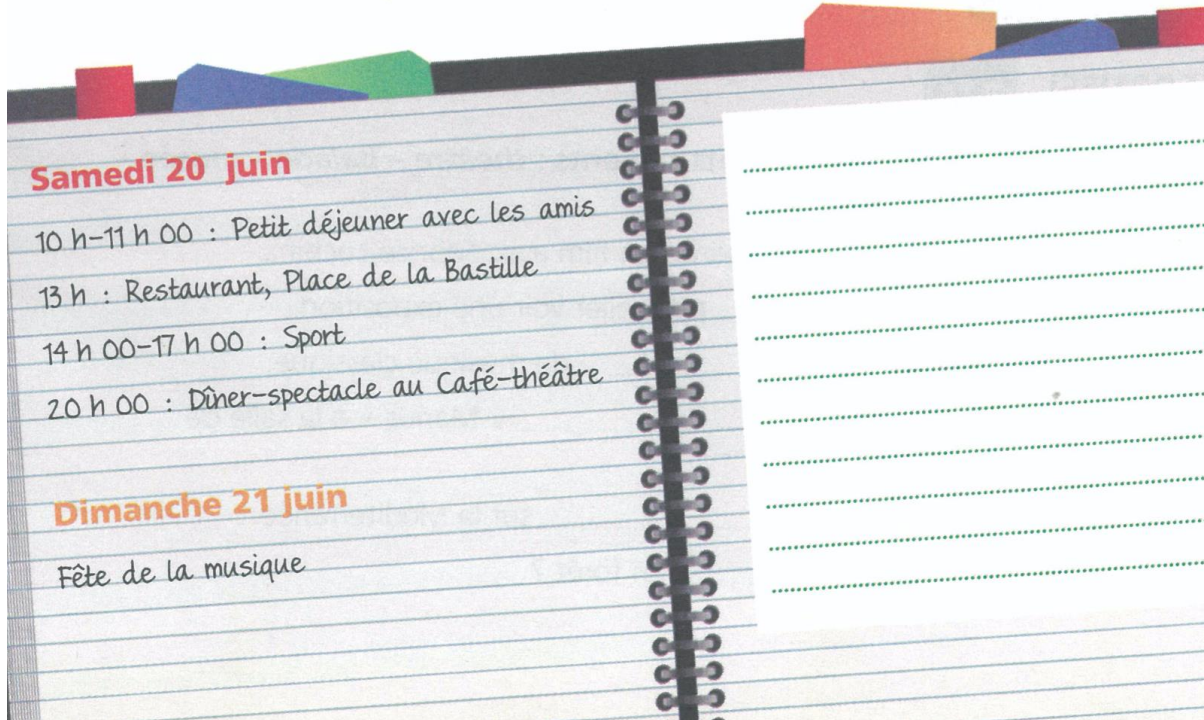 Samedi 20 juin
10 h-11 h 00 : Petit déjeuner avec les amis
13 h : Restaurant, Place de la Bastille
14 h 00-17 h 00 : Sport
20 h 00 : Dîner-spectacle au Café-théâtre
Dimanche 21 juin
Fête de la musique